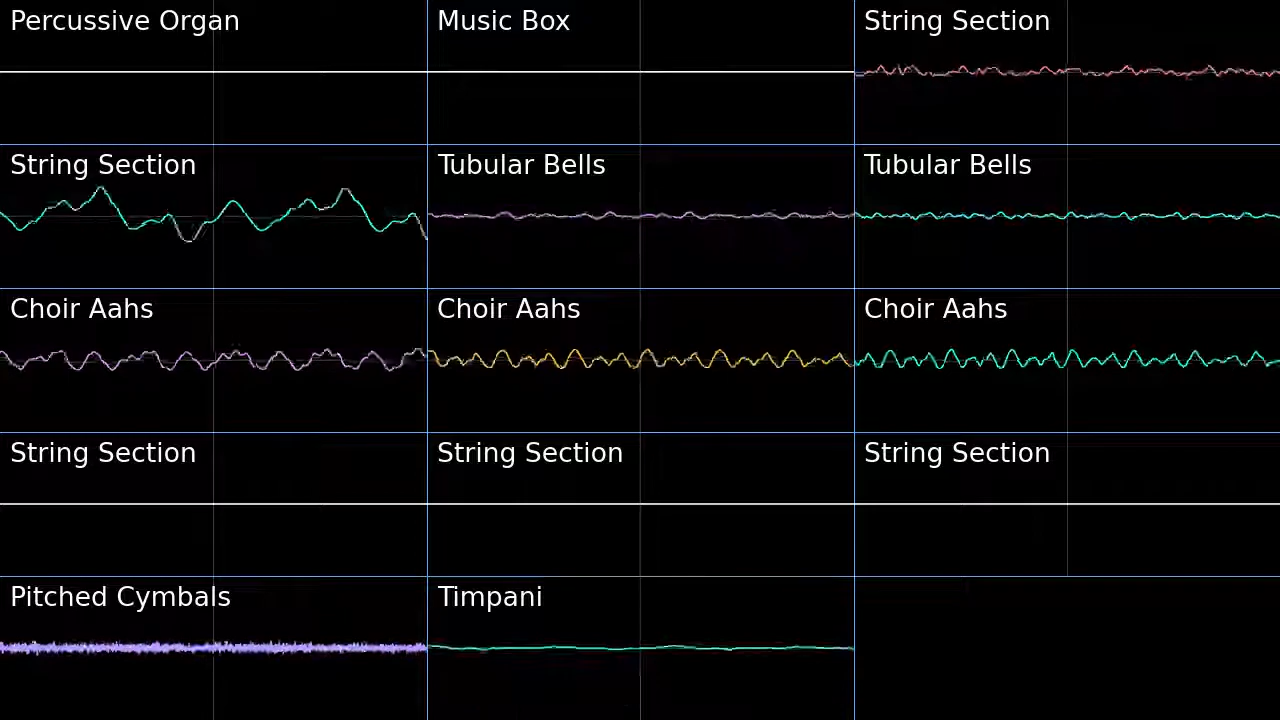 Percussive Organ
Music Box
String Section
String Section
Tubular Bells
Tubular Bells
Choir Aahs
Choir Aahs
Choir Aahs
String Section
String Section
String Section
Pitched Cymbals
Timpani